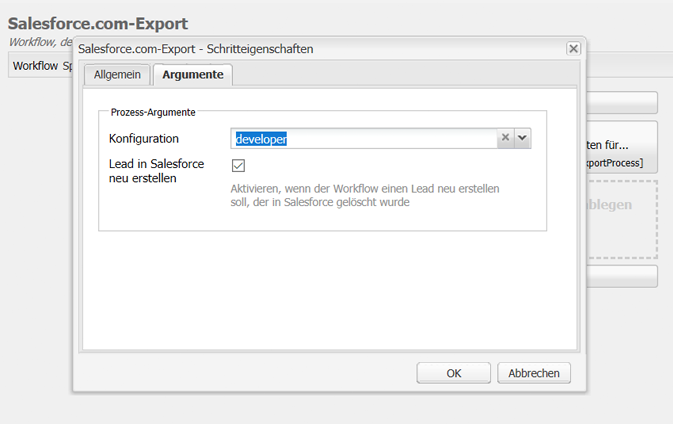 Salesforce.com-Export
Workflow, de
Workflow Sp
Salesforce.com-Export - Schritteigenschaften
Allgemein
Argumente
Prozess-Argumente
Konfiguration
developer
Lead in Salesforce
neu erstellen
Aktivieren, wenn der Workflow einen Lead neu erstellen
soll, der in Salesforce gelöscht wurde
ten für...
xportProcess]
blegen
OK
Abbrechen